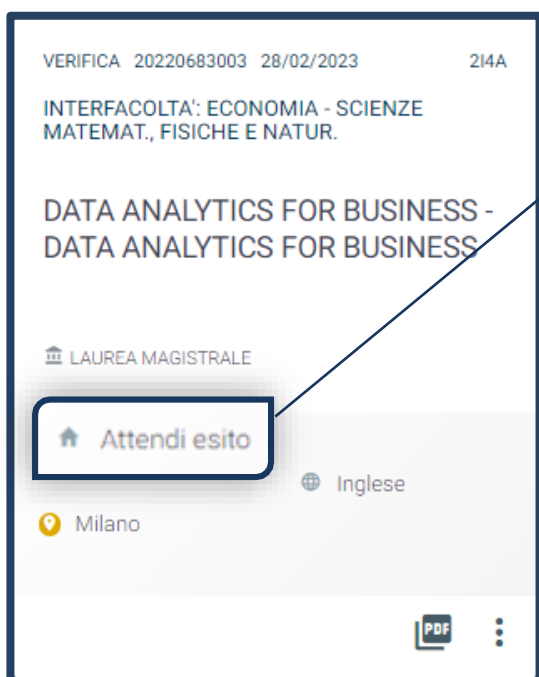 VERIFICA 20220683003 28/02/2023 2I4A
INTERFACOLTA': ECONOMIA - SCIENZE
MATEMAT., FISICHE E NATUR.
DATA ANALYTICS FOR BUSINESS -
DATA ANALYTICS FOR BUSINESS
LAUREA MAGISTRALE
Attendi esito
Inglese
Milano
PDF